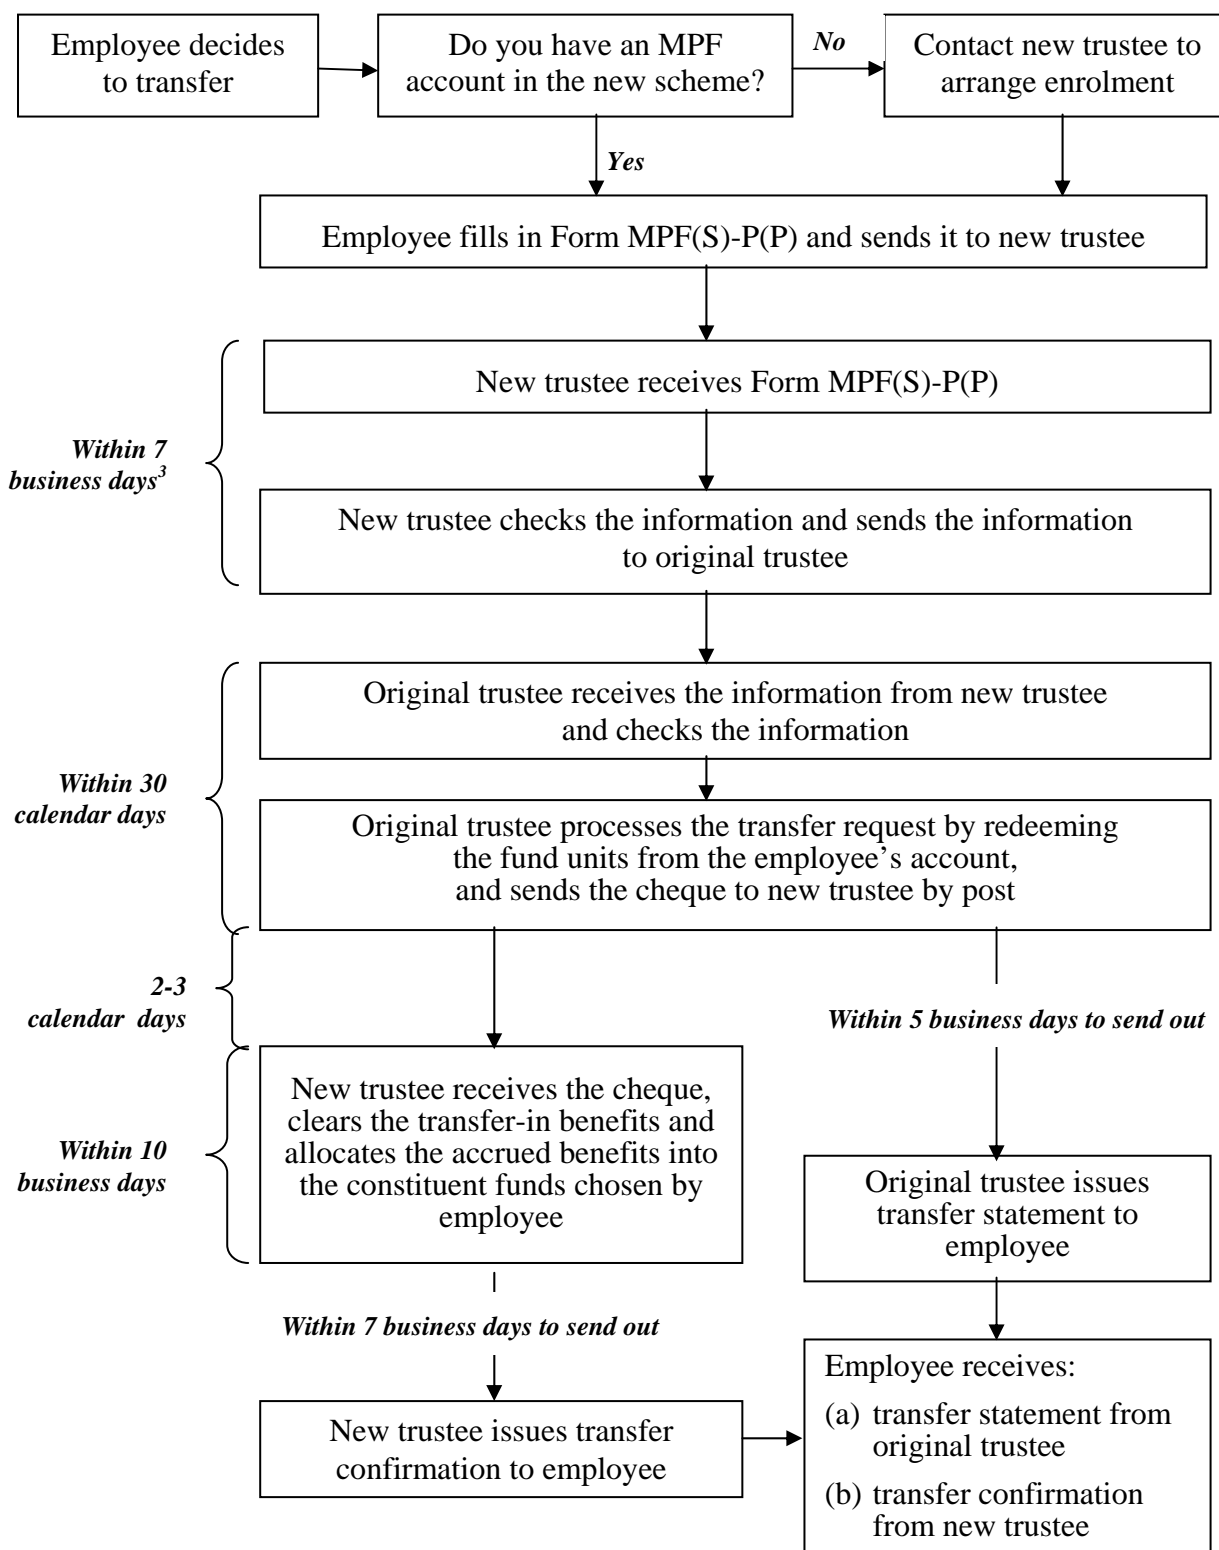 Employee decides
to transfer
Do you have an MPF
account in the new scheme?
No
Contact new trustee to
arrange enrolment
Yes
Employee fills in Form MPF(S)-P(P) and sends it to new trustee
New trustee receives Form MPF(S)-P(P)
Within 7
business days³
New trustee checks the information and sends the information
to original trustee
Original trustee receives the information from new trustee
and checks the information
Within 30
calendar days
Original trustee processes the transfer request by redeeming
the fund units from the employee’s account,
and sends the cheque to new trustee by post
2-3
calendar days
Within 5 business days to send out
New trustee receives the cheque,
clears the transfer-in benefits and
allocates the accrued benefits into
the constituent funds chosen by
employee
Within 10
business days
Original trustee issues
transfer statement to
employee
Within 7 business days to send out
New trustee issues transfer
confirmation to employee
Employee receives:
(a) transfer statement from
original trustee
(b) transfer confirmation
from new trustee